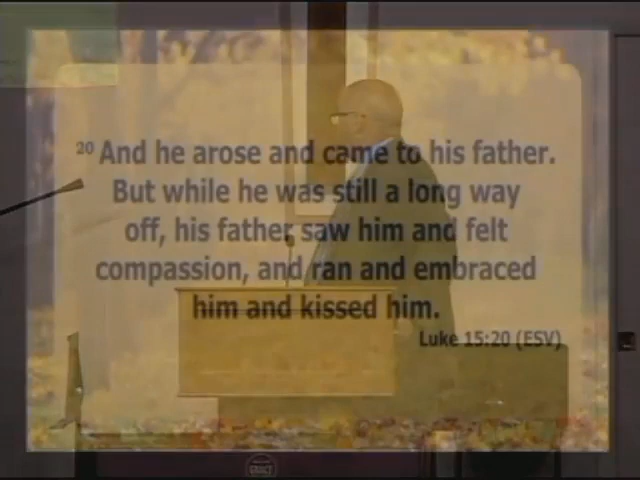 20 And he arose and came to his father.
But while he was still a long way
off, his father saw him and felt
compassion, and ran and embraced
him and kissed him.
Luke 15:20 (ESV)
GRACE